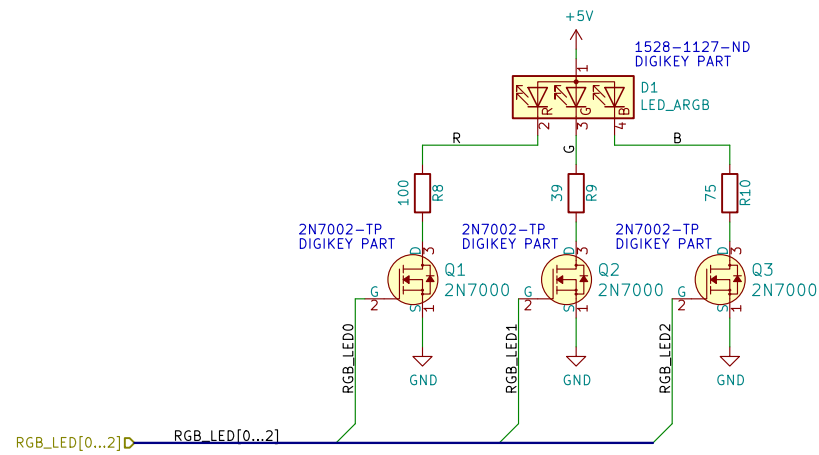 +5V
1528-1127-ND
DIGIKEY PART
1
D1
LED_ARGB
R
G
B
2
3
4
R
G
B
100
R8
39
R9
75
R10
2N7002-TP
DIGIKEY PART
2N7002-TP
DIGIKEY PART
2N7002-TP
DIGIKEY PART
D
3
Q1
2N7000
G
2
S
1
D
3
Q2
2N7000
G
2
S
1
D
3
Q3
2N7000
G
2
S
1
RGB_LED0
RGB_LED1
RGB_LED2
GND
GND
GND
RGB_LED[0...2]
RGB_LED[0...2]